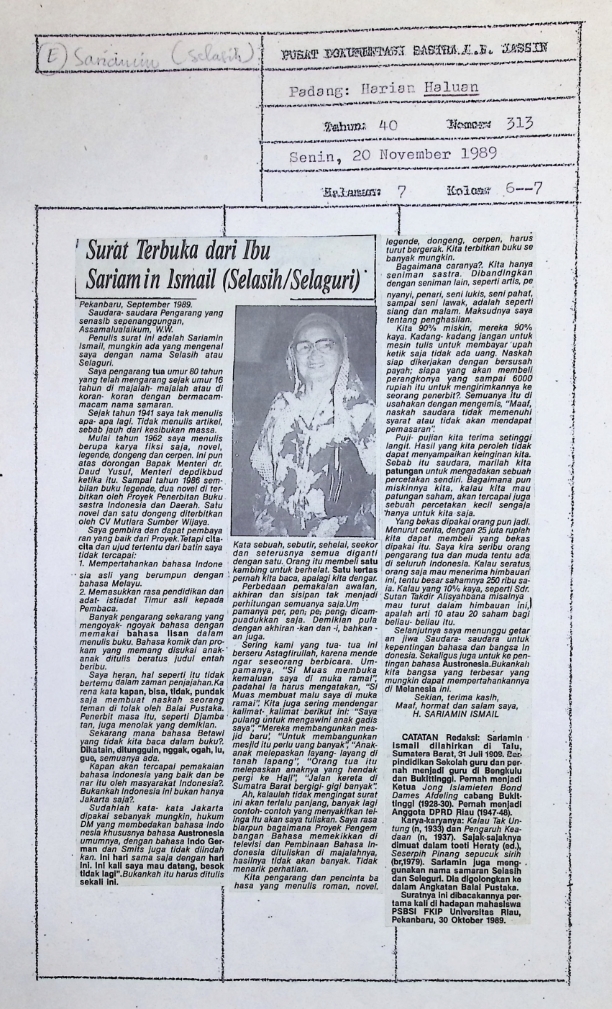 (E) Sariamin (Selasih)
PUSAT DOKUMENTASI SASTRA H.B. JASSIN
Padang: Harian Haluan
Tahun: 40 Nomor: 313
Senin, 20 November 1989
Halaman: 7 Kolom: 6--7
Surat Terbuka dari Ibu
Sariamin Ismail (Selasih/Selaguri)
Pekanbaru, September 1989.
Saudara- saudara Pengarang yang
senasib sepenanggungan,
Assamualaikum, W.W.
Penulis surat ini adalah Sariamin
Ismail, mungkin ada yang mengenal
saya dengan nama Selasih atau
Selaguri.
Saya pengarang tua umur 80 tahun
yang telah mengarang sejak umur 16
tahun di majalah- majalah atau di
koran- koran dengan bermacam-
macam nama samaran.
Sejak tahun 1941 saya tak menulis
apa- apa lagi. Tidak menulis artikel,
sebab jauh dari kesibukan massa.
Mulai tahun 1962 saya menulis
berupa karya fiksi saja, novel,
legende, dongeng dan cerpen. Ini pun
atas dorongan Bapak Menteri dr.
Daud Yusuf, Menteri depdikbud
ketika itu. Sampai tahun 1986 sem-
bilan buku legende, dua novel di ter-
bitkan oleh Proyek Penerbitan Buku
sastra Indonesia dan Daerah. Satu
novel dan satu dongeng diterbitkan
oleh CV Mutiara Sumber Wijaya.
Saya gembira dan dapat pembaya
ran yang baik dari Proyek.Tetapi cita-
cita dan ujud tertentu dari batin saya
tidak tercapai:
1. Mempertahankan bahasa Indone
sia asli yang berumpun dengan
bahasa Melayu.
2. Memasukkan rasa pendidikan dan
adat- istiadat Timur asli kepada
Pembaca.
Banyak pengarang sekarang yang
mengoyak- ngoyak bahasa dengan
memakai bahasa lisan dalam
menulis buku. Bahasa komik dan pro-
kam yang memang disukai anak-
anak ditulis beratus judul entah
beribu.
Saya heran, hal seperti itu tidak
bertemu dalam zaman penjajahan.Ka
rena kata kapan, bisa, tidak, pundak
saja membuat naskah seorang
teman di tolak oleh Balai Pustaka.
Penerbit masa itu, seperti Djamba
tan, juga menolak yang demikian.
Sekarang mana bahasa Betawi
yang tidak kita baca dalam buku?.
Dikatain, ditungguin, nggak, ogah, lu,
gue, semuanya ada.
Kapan akan tercapai pemakaian
bahasa indonesia yang baik dan be
nar itu oleh masyarakat Indonesia?.
Bukankah Indonesia ini bukan hanya
Jakarta saja?.
Sudahlah kata- kata Jakarta
dipakai sebanyak mungkin, hukum
DM yang membedakan bahasa Indo
nesia khususnya bahasa Austronesia
umumnya, dengan bahasa Indo Ger
man dan Smits juga tidak diindah
kan. Ini hari sama saja dengan hari
ini. Ini kali saya mau datang, besok
tidak lagi".Bukankah itu harus ditulis
sekali ini.
Kata sebuah, sebutir, sehelai, seekor
dan seterusnya semua diganti
dengan satu. Orang itu membeli satu
kambing untuk berhelat. Satu kertas
pernah kita baca, apalagi kita dengar.
Perbedaan pemakaian awalan,
akhiran dan sisipan tak menjadi
perhitungan semuanya saja.Um
pamanya per, pen; pe; peng; dicam-
puadukkan saja. Demikian pula
dengan akhiran -kan dan -i, bahkan -
an juga.
Sering kami yang tua- tua ini
berseru Astagfirullah, karena mende
ngar seseorang berbicara. Um-
pamanya, "Si Muas membuka
kemaluan saya di muka ramai",
padahal ia harus mengatakan, "Si
Muas membuat malu saya di muka
ramai". Kita juga sering mendengar
kalimat- kalimat berikut ini: "Saya
pulang untuk mengawini anak gadis
saya", "Mereka membangunkan mes-
jid baru", "Untuk membangunkan
mesjid itu perlu uang banyak", "Anak-
anak melepaskan layang- layang di
tanah lapang", "Orang tua itu
melepaskan anaknya yang hendak
pergi ke Haji", "Jalan kereta di
Sumatra Barat bergigi- gigi banyak".
Ah, kalaulah tidak mengingat surat
ini akan terlalu panjang, banyak lagi
contoh- contoh yang menyakitkan tel-
inga itu akan saya tuliskan. Saya rasa
biarpun bagaimana Proyek Pengem
bangan Bahasa memekikkan di
televisi dan Pembinaan Bahasa In-
donesia dituliskan di majalahnya,
hasilnya tidak akan banyak. Tidak
menarik perhatian.
Kita pengarang dan pencinta ba
hasa yang menulis roman, novel,
legende, dongeng, cerpen, harus
turut bergerak. Kita terbitkan buku se
banyak mungkin.
Bagaimana caranya?. Kita hanya
seniman sastra. Dibandingkan
dengan seniman lain, seperti artis, pe
nyanyi, penari, seni lukis, seni pahat,
sampai seni lawak, adalah seperti
siang dan malam. Maksudnya saya
tentang penghasilan.
Kita 90% miskin, mereka 90%
kaya. Kadang- kadang jangan untuk
mesin tulis untuk membayar upah
ketik saja tidak ada uang. Naskah
siap dikerjakan dengan bersusah
payah; siapa yang akan membeli
perangkonya yang sampai 6000
rupiah itu untuk mengirimkannya ke
seorang penerbit?. Semuanya itu di
usahakan dengan mengemis, "Maaf,
naskah saudara tidak memenuhi
syarat atau tidak akan mendapat
pemasaran".
Puji- pujian kita terima setinggi
langit. Hasil yang kita peroleh tidak
dapat menyampaikan keinginan kita.
Sebab itu saudara, marilah kita
patungan untuk mengadakan sebuah
percetakan sendiri. Bagaimana pun
miskinnya kita, kalau kita mau
patungan saham, akan tercapai juga
sebuah percetakan kecil sengaja
hanya untuk kita saja.
Yang bekas dipakai orang pun jadi.
Menurut cerita, dengan 25 juta rupiah
kita dapat membeli yang bekas
dipakai itu. Saya kira seribu orang
pengarang tua dan muda tentu ada
di seluruh indonesia. Kalau seratus
orang saja mau menerima himbauan
ini, tentu besar sahamnya 250 ribu sa-
ja. Kalau yang 10% kaya, seperti Sdr.
Sutan Takdir Alisyahbana misalnya
mau turut dalam himbauan ini,
apalah arti 10 atau 20 saham bagi
beliau- beliau itu.
Selanjutnya saya menunggu getar
an jiwa Saudara- saudara untuk
kepentingan bahasa dan bangsa In
donesia. Sekaligus juga untuk ke pen-
tingan bahasa Austronesia.Bukankah
kita bangsa yang terbesar yang
mungkin dapat mempertahankannya
di Melanesia ini.
Sekian, terima kasih,
Maaf, hormat dan salam saya,
H. SARIAMIN ISMAIL
CATATAN Redaksi: Sariamin
Ismail dilahirkan di Talu,
Sumatera Barat, 31 Juli 1909. Ber-
pindidikan Sekolah guru dan per-
nah menjadi guru di Bengkulu
dan Bukittinggi. Pernah menjadi
Ketua Jong Islamieten Bond
Dames Afdeling cabang Bukit-
tinggi (1928-30). Pernah menjadi
Anggota DPRD Riau (1947-48).
Karya-karyanya: Kalau Tak Un-
tung (n, 1933) dan Pengaruh Kea-
daan (n, 1937). Sajak-sajaknya
dimuat dalam tooti Heraty (ed.),
Seserpih Pinang sepucuk sirih
(br,1979). Sariamin juga meng-
gunakan nama samaran Selasih
dan Seleguri. Dia digolongkan ke
dalam Angkatan Balai Pustaka.
Suratnya ini dibacakannya per-
tama kali di hadapan mahasiswa
PSBSI FKIP Universitas Riau,
Pekanbaru, 30 Oktober 1989.